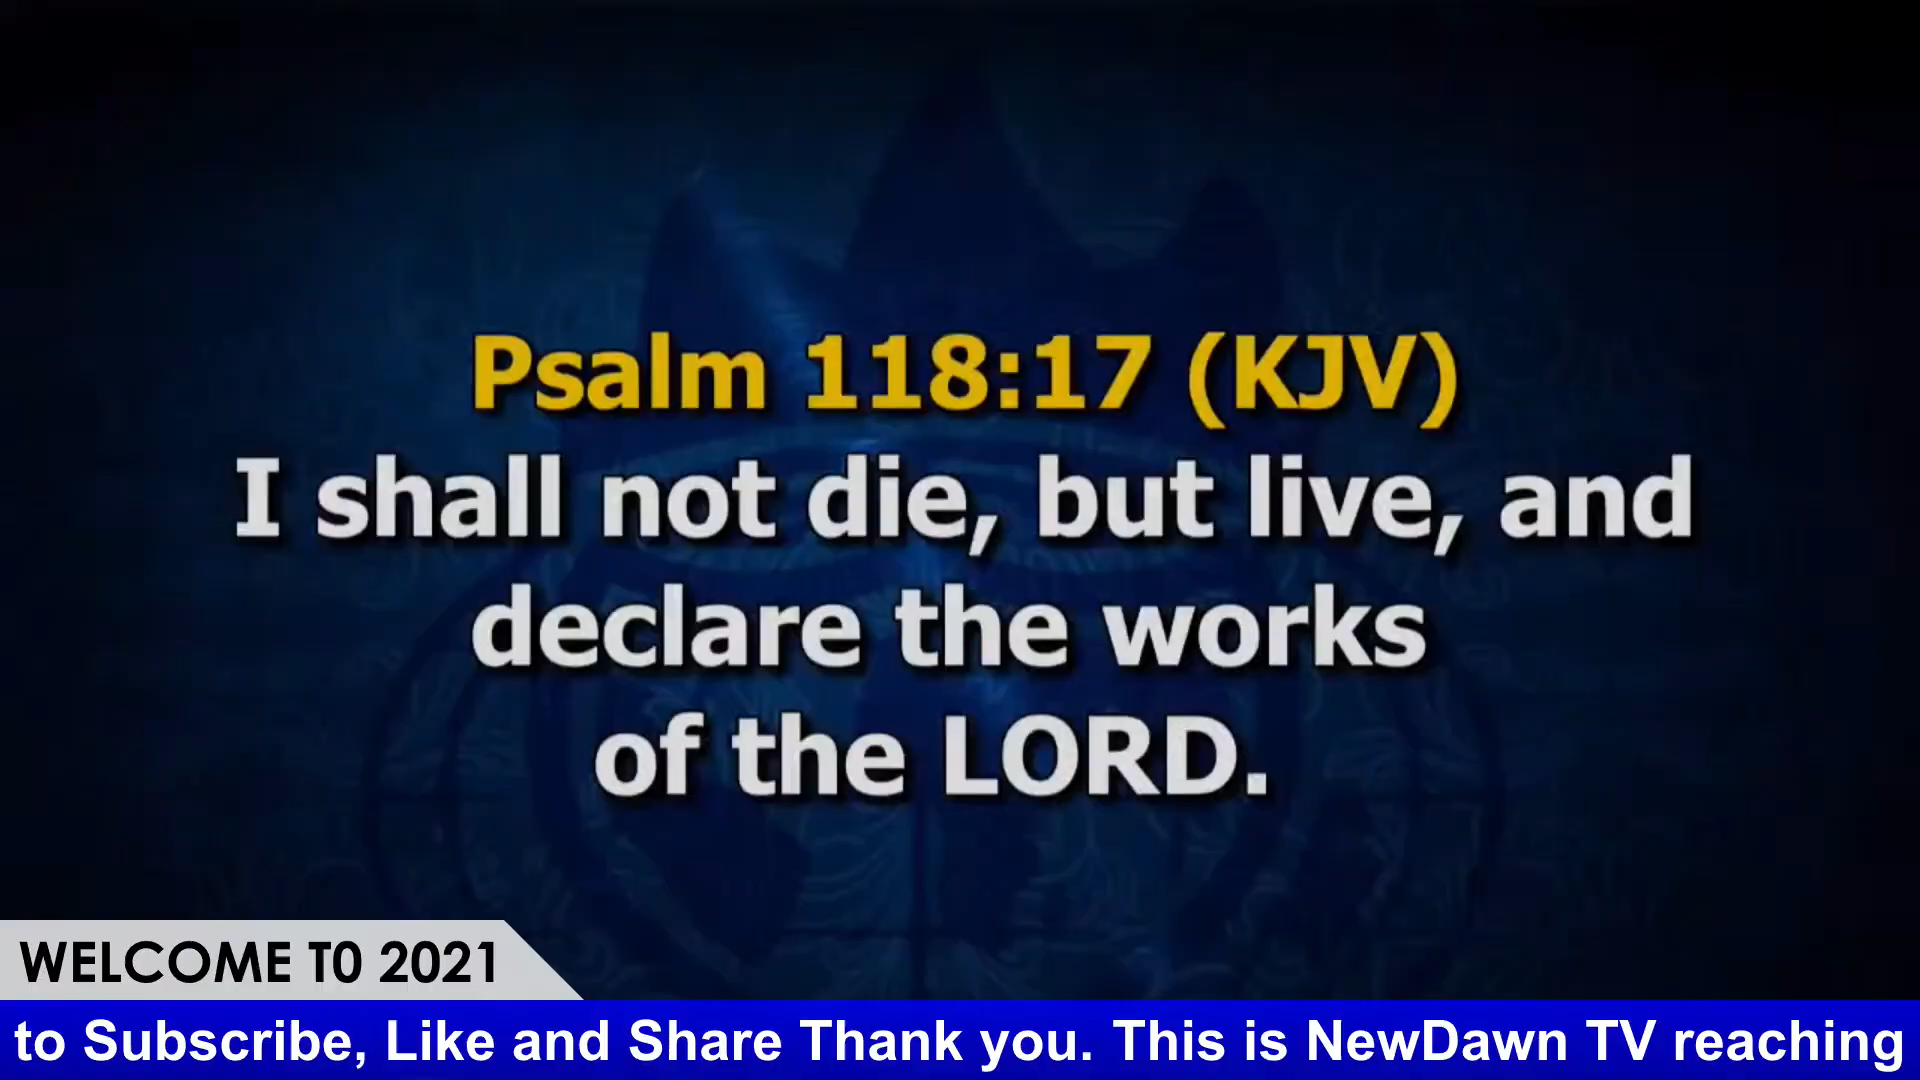 Psalm 118:17 (KJV)
I shall not die, but live, and
declare the works
of the LORD.
WELCOME T0 2021
to Subscribe, Like and Share Thank you. This is NewDawn TV reaching